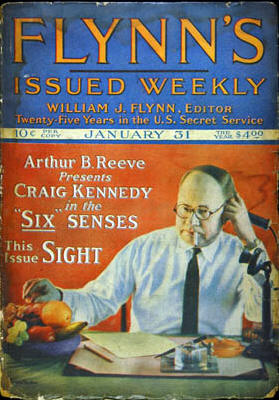 FLYNN'S
ISSUED WEEKLY
WILLIAM J. FLYNN, EDITOR
Twenty-Five Years in the U.S. Secret Service
10¢ PER COPY JANUARY 31 THE YEAR $4.00
Arthur B. Reeve
Presents
CRAIG KENNEDY
in the
"SIX" SENSES
This
Issue SIGHT